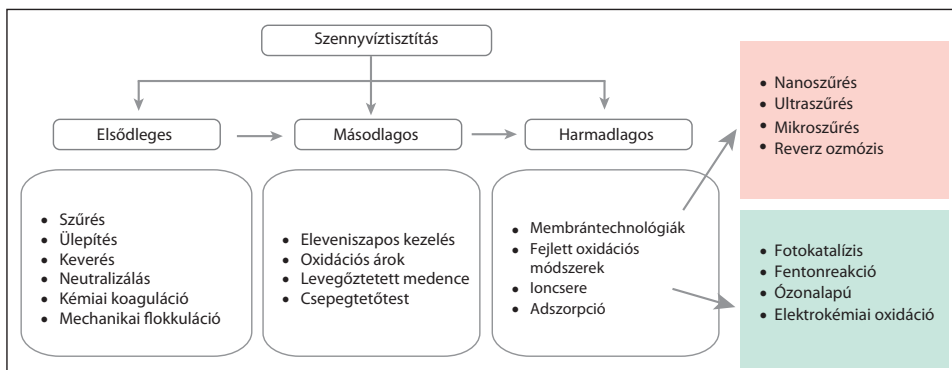 Szennyvíztisztítás
Elsődleges
Másodlagos
Harmadlagos
• Szűrés
• Ülepítés
• Keverés
• Neutralizálás
• Kémiai koaguláció
• Mechanikai flokkuláció
• Eleveniszapos kezelés
• Oxidációs árok
• Levegőztetett medence
• Csepegtetőtest
• Membrántechnológiák
• Fejlett oxidációs
módszerek
• Ioncsere
• Adszorpció
• Nanoszűrés
• Ultraszűrés
• Mikroszűrés
• Reverz ozmózis
• Fotokatalízis
• Fentonreakció
• Ózonalapú
• Elektrokémiai oxidáció